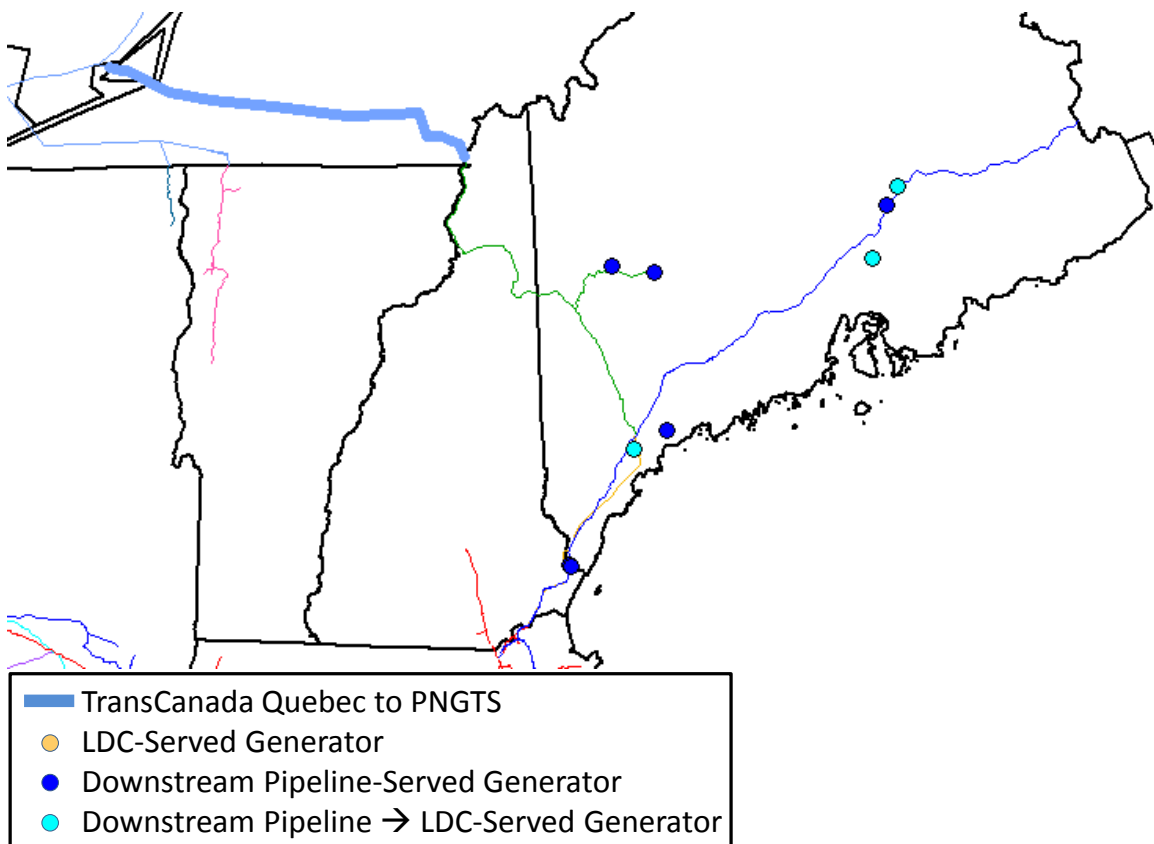 TransCanada Quebec to PNGTS
LDC-Served Generator
Downstream Pipeline-Served Generator
Downstream Pipeline → LDC-Served Generator